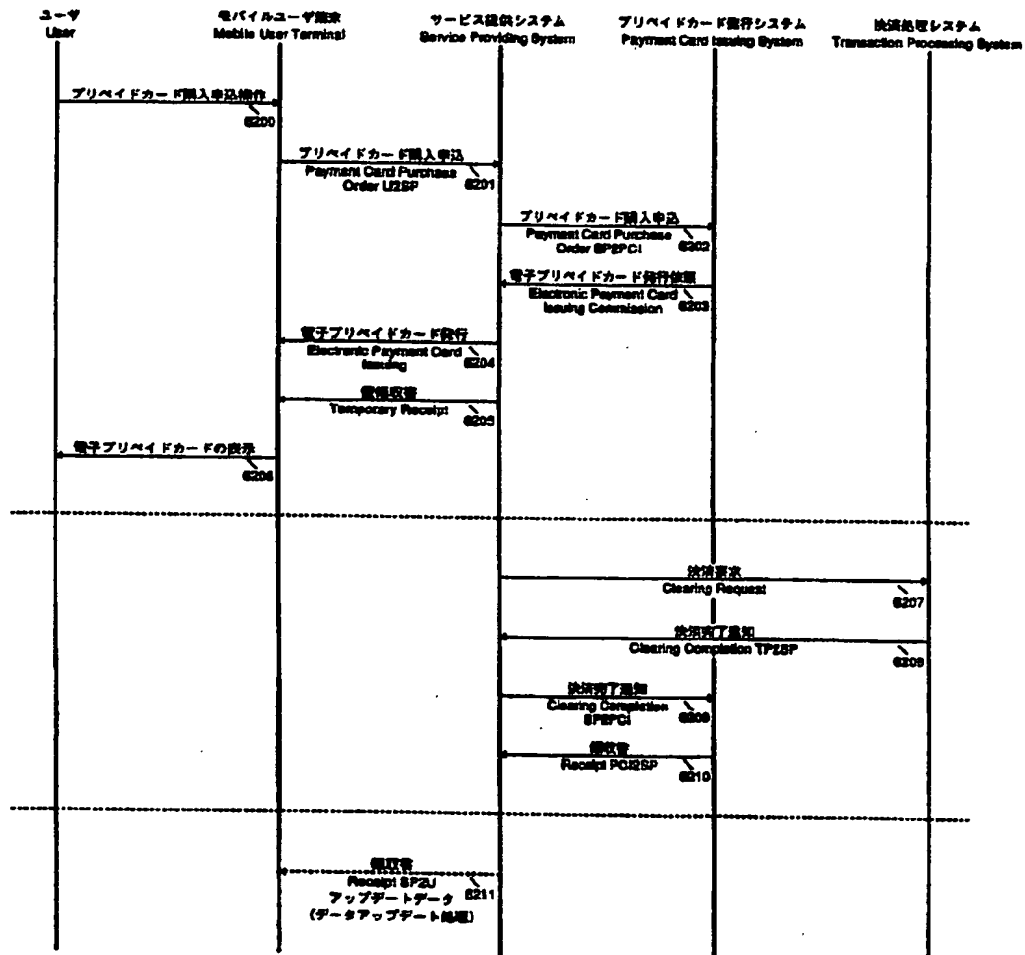 ユーザ
User
モバイルユーザ端末
Mobile User Terminal
サービス提供システム
Service Providing System
プリペイドカード発行システム
Payment Card Issuing System
決済処理システム
Transaction Processing System
プリペイドカード購入申込操作
6200
プリペイドカード購入申込
Payment Card Purchase
Order U2SP
6201
プリペイドカード購入申込
Payment Card Purchase
Order SP2PCI
6202
電子プリペイドカード発行依頼
Electronic Payment Card
Issuing Commission
6203
電子プリペイドカード発行
Electronic Payment Card
Issuing
6204
仮領収書
Temporary Receipt
6205
電子プリペイドカードの表示
6206
決済要求
Clearing Request
6207
決済完了通知
Clearing Completion TP2SP
決済完了通知
Clearing Completion
SP2PCI
6209
領収書
Receipt PCI2SP
6210
領収書
Receipt SP2U
6211
アップデートデータ
(データアップデート処理)